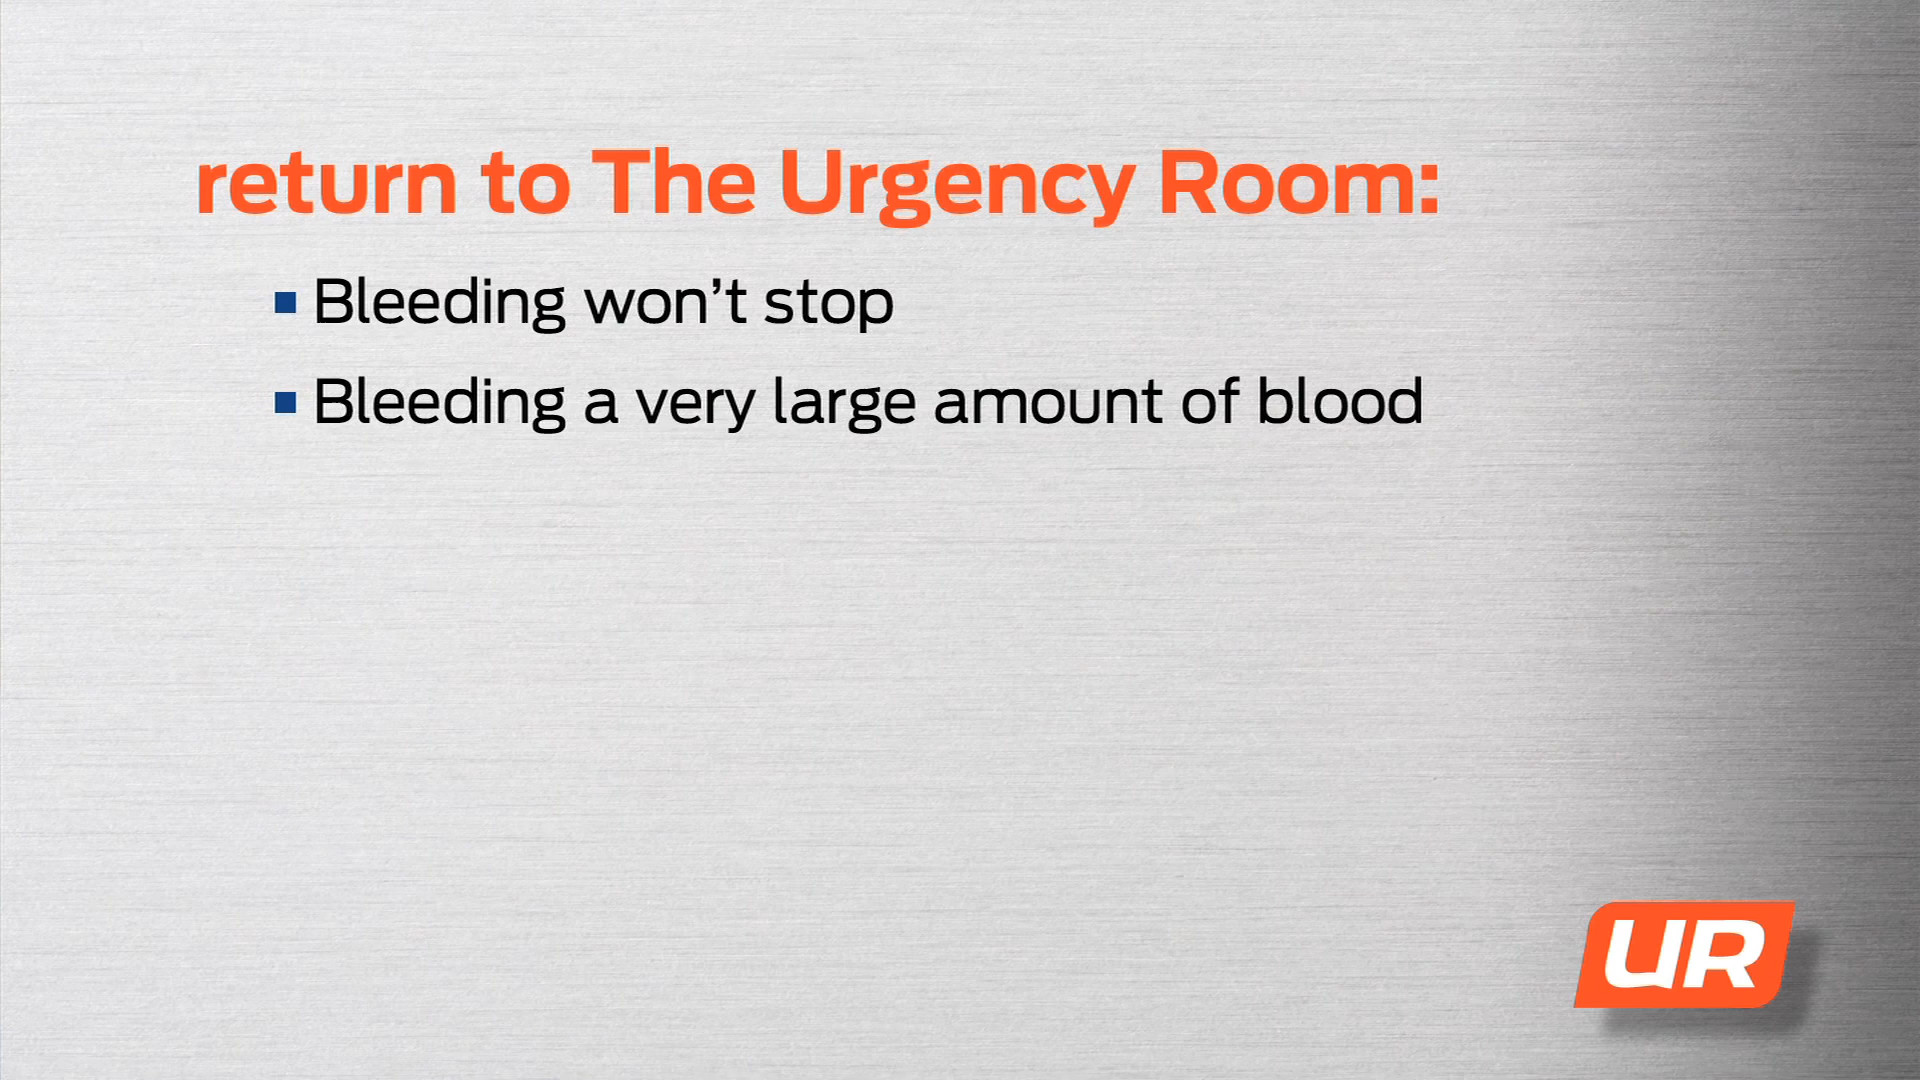 return to The Urgency Room:
Bleeding won’t stop
Bleeding a very large amount of blood
UR